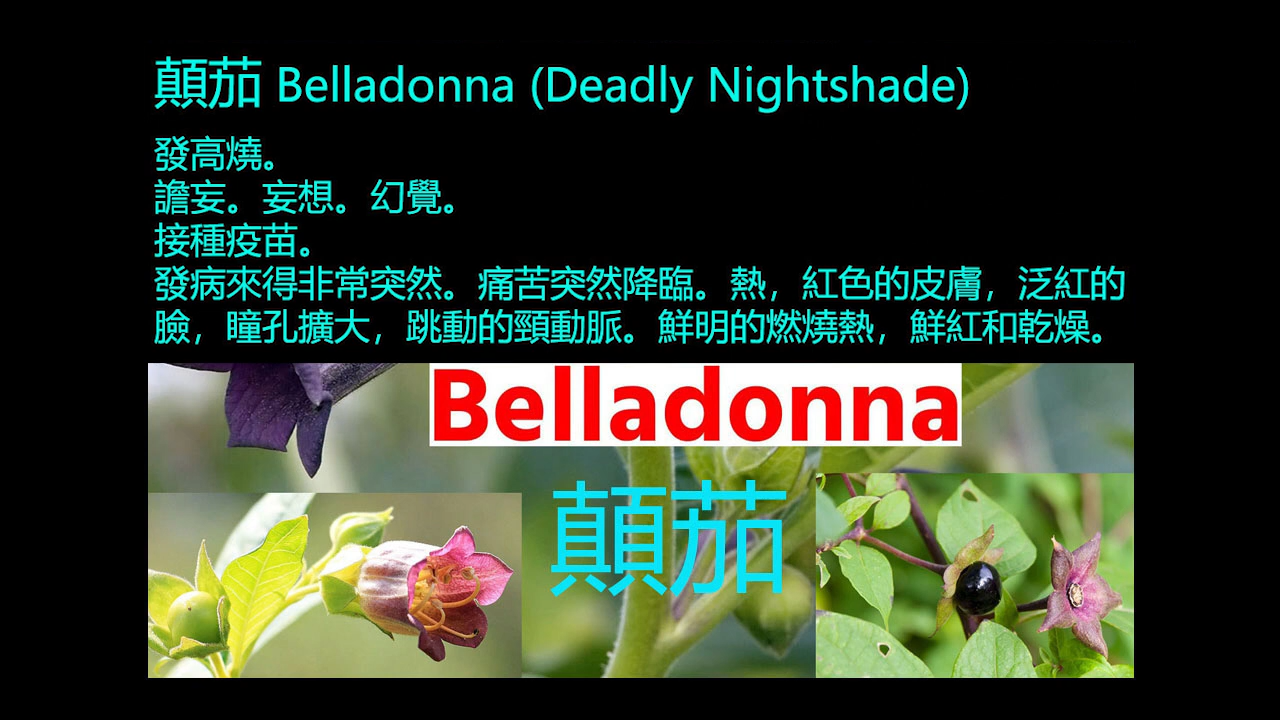 顛茄 Belladonna (Deadly Nightshade)
發高燒。
譫妄。妄想。幻覺。
接種疫苗。
發病來得非常突然。痛苦突然降臨。熱，紅色的皮膚，泛紅的
臉，瞳孔擴大，跳動的頸動脈。鮮明的燃燒熱，鮮紅和乾燥。
Belladonna
顛茄